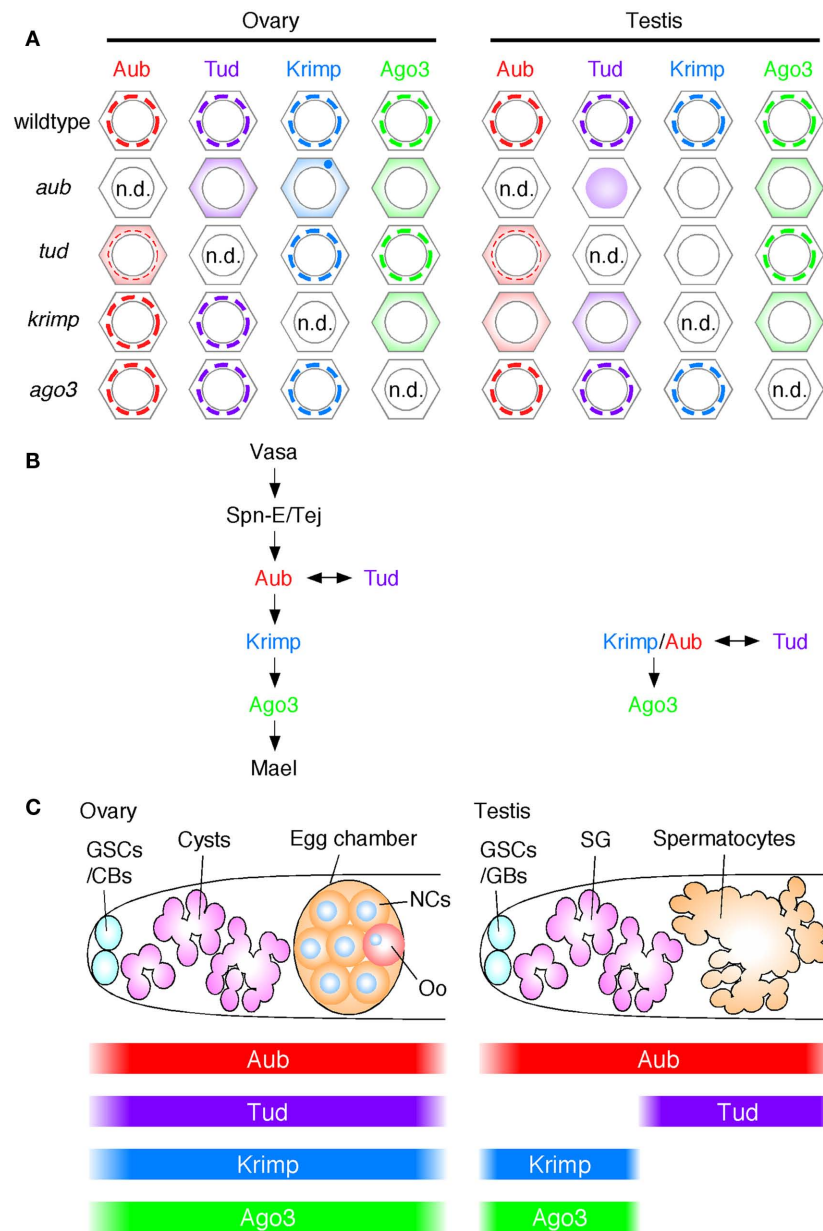 A
Ovary
Testis
Aub Tud Krimp Ago3 Aub Tud Krimp Ago3
wildtype
aub n.d. n.d.
tud n.d. n.d.
krimp n.d. n.d.
ago3 n.d. n.d.
B
Vasa
Spn-E/Tej
Aub Tud
Krimp
Ago3
Mael
Krimp/Aub Tud
Ago3
C
Ovary
GSCs
/CBs
Cysts
Egg chamber
NCs
Oo
Aub
Tud
Krimp
Ago3
Testis
GSCs
/GBs
SG
Spermatocytes
Aub
Tud
Krimp
Ago3